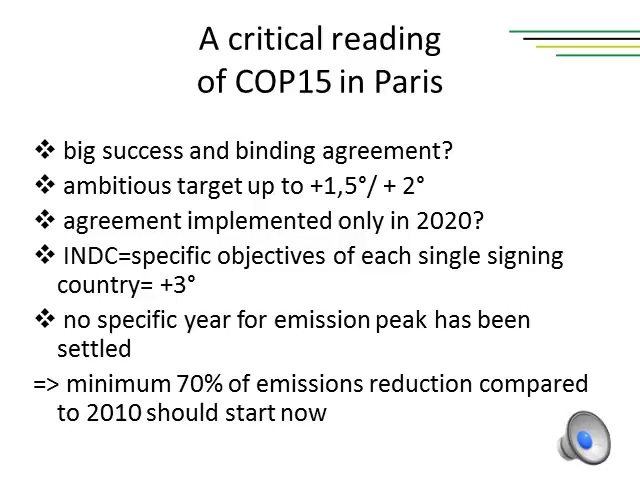 A critical reading
of COP15 in Paris
❖ big success and binding agreement?
❖ ambitious target up to +1,5°/ + 2°
❖ agreement implemented only in 2020?
❖ INDC=specific objectives of each single signing
country= +3°
❖ no specific year for emission peak has been
settled
=> minimum 70% of emissions reduction compared
to 2010 should start now